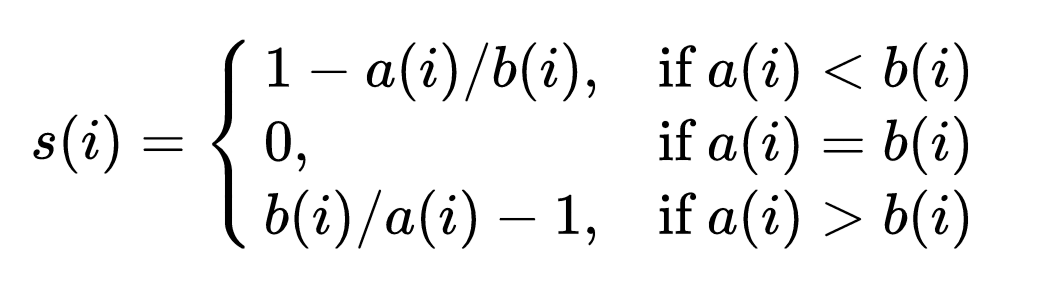 1 − a(i)/b(i), if a(i) < b(i)
s(i) = { 0, if a(i) = b(i)
b(i)/a(i) − 1, if a(i) > b(i)